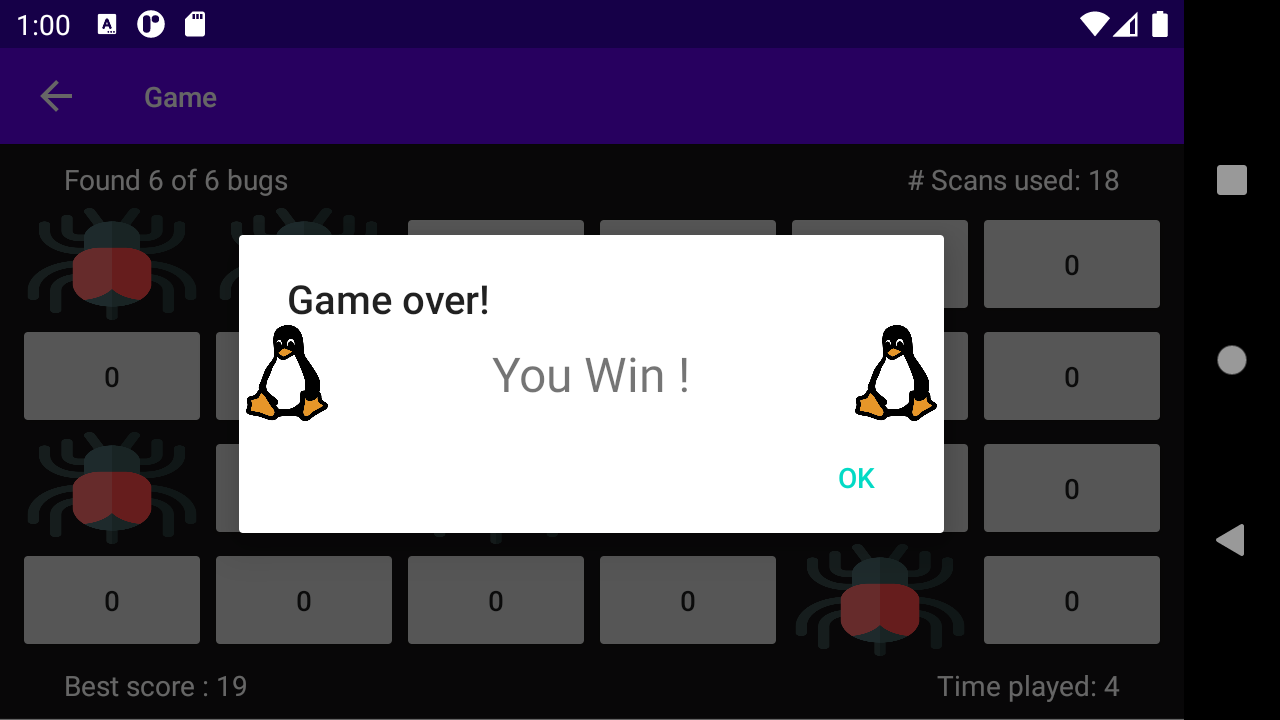 1:00
Game
Found 6 of 6 bugs
# Scans used: 18
0
0
Game over!
You Win !
0
OK
0
0
0
0
0
0
Best score : 19
Time played: 4